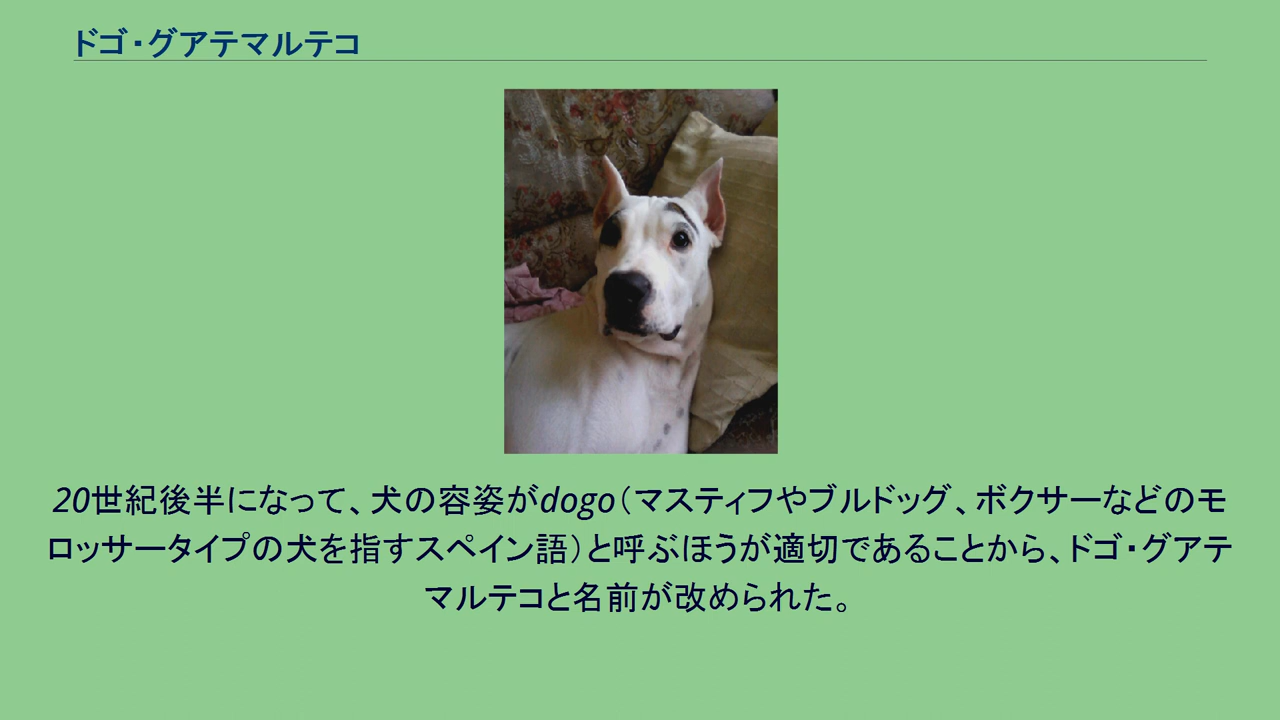 ドゴ・グアテマルテコ
20世紀後半になって、犬の容姿がdogo（マスティフやブルドッグ、ボクサーなどのモ
ロッサータイプの犬を指すスペイン語）と呼ぶほうが適切であることから、ドゴ・グアテ
マルテコと名前が改められた。